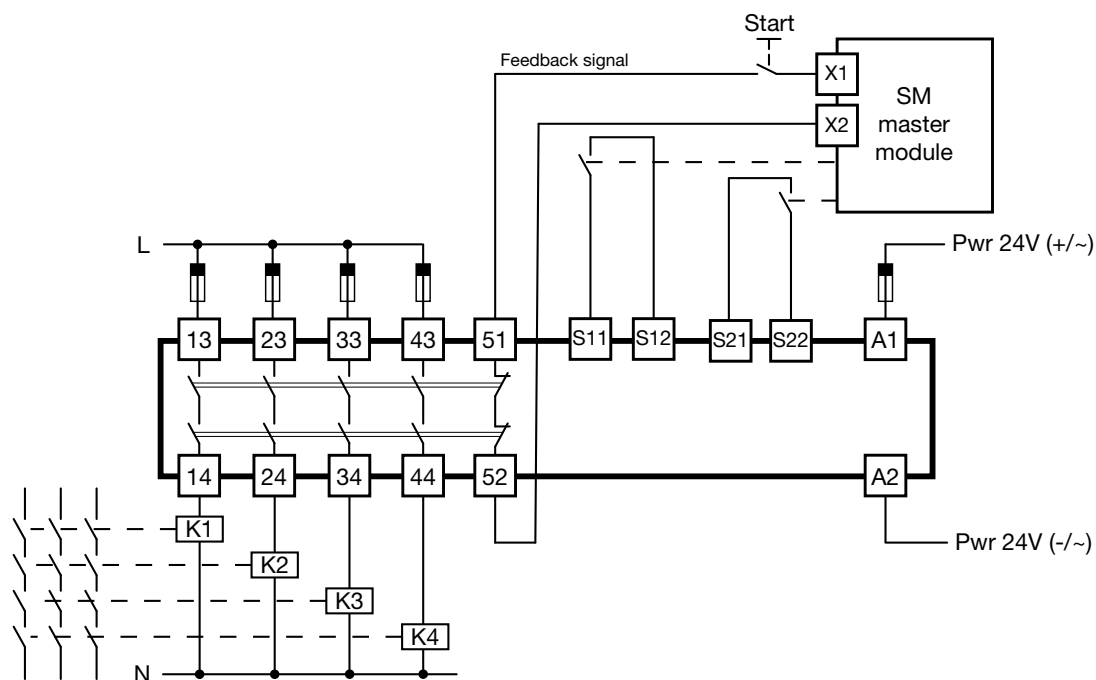 Start
Feedback signal
X1
X2
SM
master
module
L
Pwr 24V (+/~)
13 23 33 43 51 S11 S12 S21 S22 A1
14 24 34 44 52 A2
K1
K2
K3
K4
Pwr 24V (-/~)
N